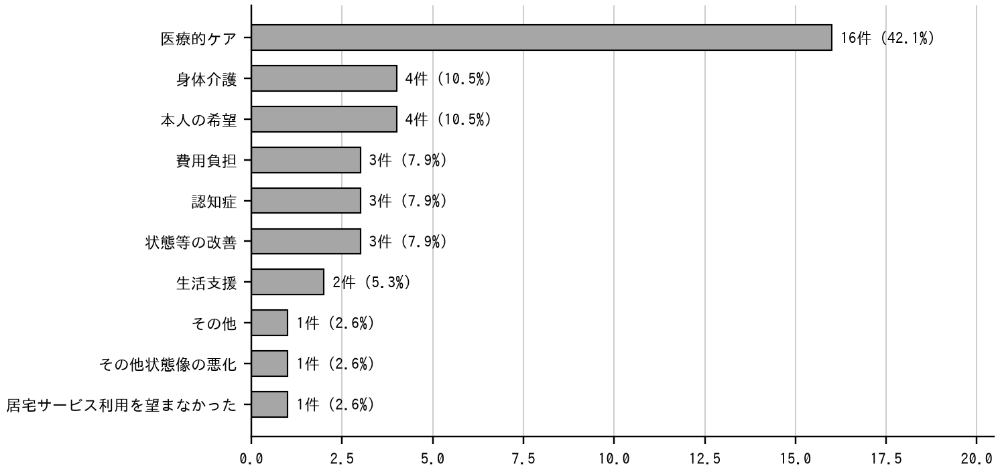 医療的ケア 16件 (42.1%)
身体介護 4件 (10.5%)
本人の希望 4件 (10.5%)
費用負担 3件 (7.9%)
認知症 3件 (7.9%)
状態等の改善 3件 (7.9%)
生活支援 2件 (5.3%)
その他 1件 (2.6%)
その他状態像の悪化 1件 (2.6%)
居宅サービス利用を望まなかった 1件 (2.6%)
0.0 2.5 5.0 7.5 10.0 12.5 15.0 17.5 20.0